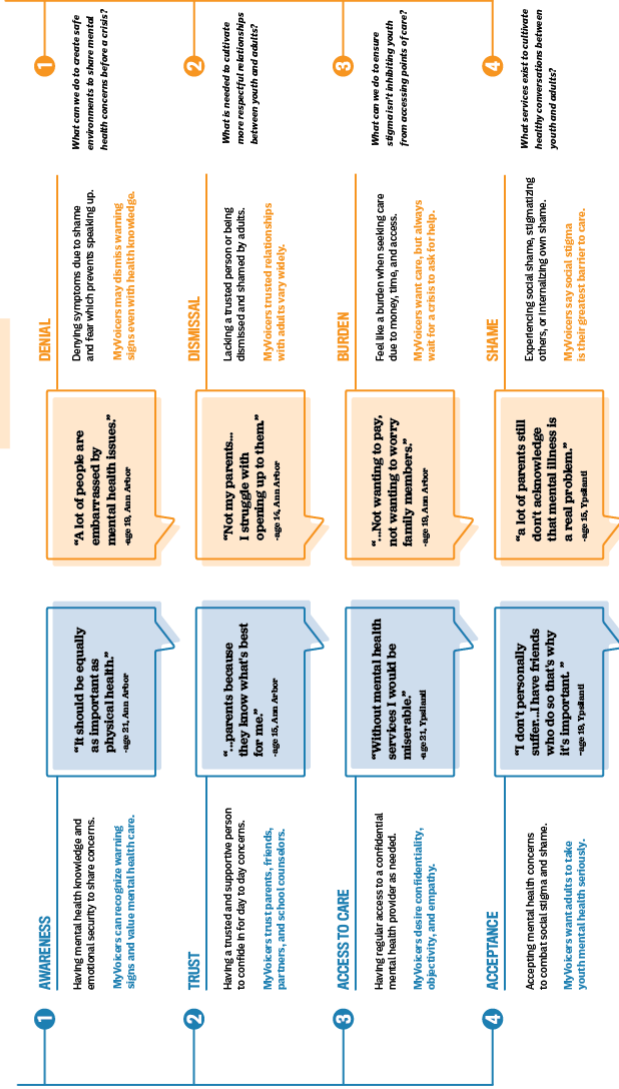 1
AWARENESS
Having mental health knowledge and
emotional security to share concerns.
MyVoicers can recognize warning
signs and value mental health care.
"It should be equally
as important as
physical health."
-age 21, Ann Arbor
"A lot of people are
embarrassed by
mental health issues."
-age 19, Ann Arbor
DENIAL
Denying symptoms due to shame
and fear which prevents speaking up.
MyVoicers may dismiss warning
signs even with health knowledge.
1
What can we do to create safe
environments to share mental
health concerns before a crisis?
2
TRUST
Having a trusted and supportive person
to confide in for day to day concerns.
MyVoicers trust parents, friends,
partners, and school counselors.
"...parents because
they know what's best
for me."
-age 15, Ann Arbor
"Not my parents...
I struggle with
opening up to them."
-age 14, Ann Arbor
DISMISSAL
Lacking a trusted person or being
dismissed and shamed by adults.
MyVoicers trusted relationships
with adults vary widely.
2
What is needed to cultivate
more respectful relationships
between youth and adults?
3
ACCESS TO CARE
Having regular access to a confidential
mental health provider as needed.
MyVoicers desire confidentiality,
objectivity, and empathy.
"Without mental health
services I would be
miserable."
-age 21, Ypsilanti
"...Not wanting to pay,
not wanting to worry
family members."
-age 19, Ann Arbor
BURDEN
Feel like a burden when seeking care
due to money, time, and access.
MyVoicers want care, but always
wait for a crisis to ask for help.
3
What can we do to ensure
stigma isn't inhibiting youth
from accessing points of care?
4
ACCEPTANCE
Accepting mental health concerns
to combat social stigma and shame.
MyVoicers want adults to take
youth mental health seriously.
"I don't personally
suffer...I have friends
who do so that's why
it's important. "
-age 19, Ypsilanti
"a lot of parents still
don't acknowledge
that mental illness is
a real problem."
-age 15, Ypsilanti
SHAME
Experiencing social shame, stigmatizing
others, or internalizing own shame.
MyVoicers say social stigma
is their greatest barrier to care.
4
What services exist to cultivate
healthy conversations between
youth and adults?